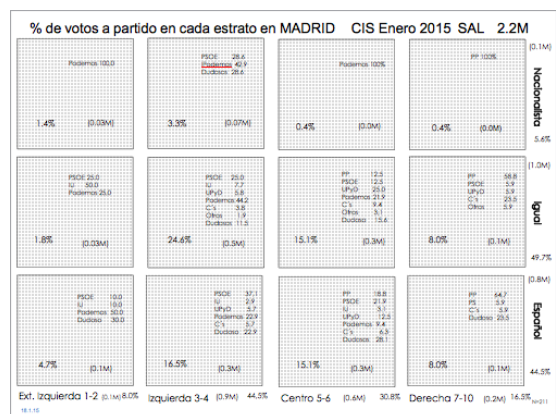 % de votos a partido en cada estrato en MADRID CIS Enero 2015 SAL 2.2M
(0.1M)
Podemos 100.0
1.4% (0.03M)
PSOE 28.6
Podemos 42.9
Dudosos 28.6
3.3% (0.07M)
Podemos 100%
0.4% (0.0M)
PP 100%
0.4% (0.0M)
Nacionalista
5.6%
(1.0M)
PSOE 25.0
IU 50.0
Podemos 25.0
1.8% (0.03M)
PSOE 25.0
IU 7.7
UPyD 5.8
Podemos 44.2
C´s 3.8
Otros 1.9
Dudosos 11.5
24.6% (0.5M)
PP 12.5
PSOE 12.5
UPyD 25.0
Podemos 21.9
C´s 9.4
Otros 3.1
Dudoso 15.6
15.1% (0.3M)
PP 58.8
PSOE 5.9
UPyD 5.9
C´s 23.5
Otros 5.9
8.0% (0.1M)
Igual
49.7%
(0.8M)
PSOE 10.0
IU 10.0
Podemos 50.0
Dudoso 30.0
4.7% (0.1M)
PSOE 37.1
IU 2.9
UPyD 5.7
Podemos 22.9
C´s 5.7
Dudoso 22.9
16.5% (0.3M)
PP 18.8
PSOE 21.9
IU 3.1
UPyD 12.5
Podemos 9.4
C´s 6.3
Dudosos 28.1
15.1% (0.3M)
PP 64.7
PS 5.9
C´s 5.9
Dudoso 23.5
8.0% (0.1M)
Español
44.5%
Ext. Izquierda 1-2 (0.1M) 8.0% Izquierda 3-4 (0.9M) 44.5% Centro 5-6 (0.6M) 30.8% Derecha 7-10 (0.2M) 16.5% N=211